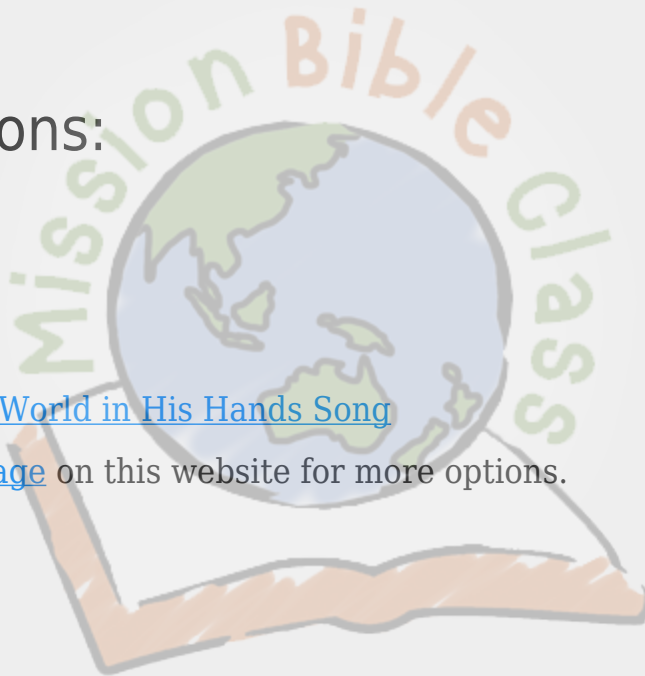 Mission Bible Class
ons:
World in His Hands Song
age on this website for more options.